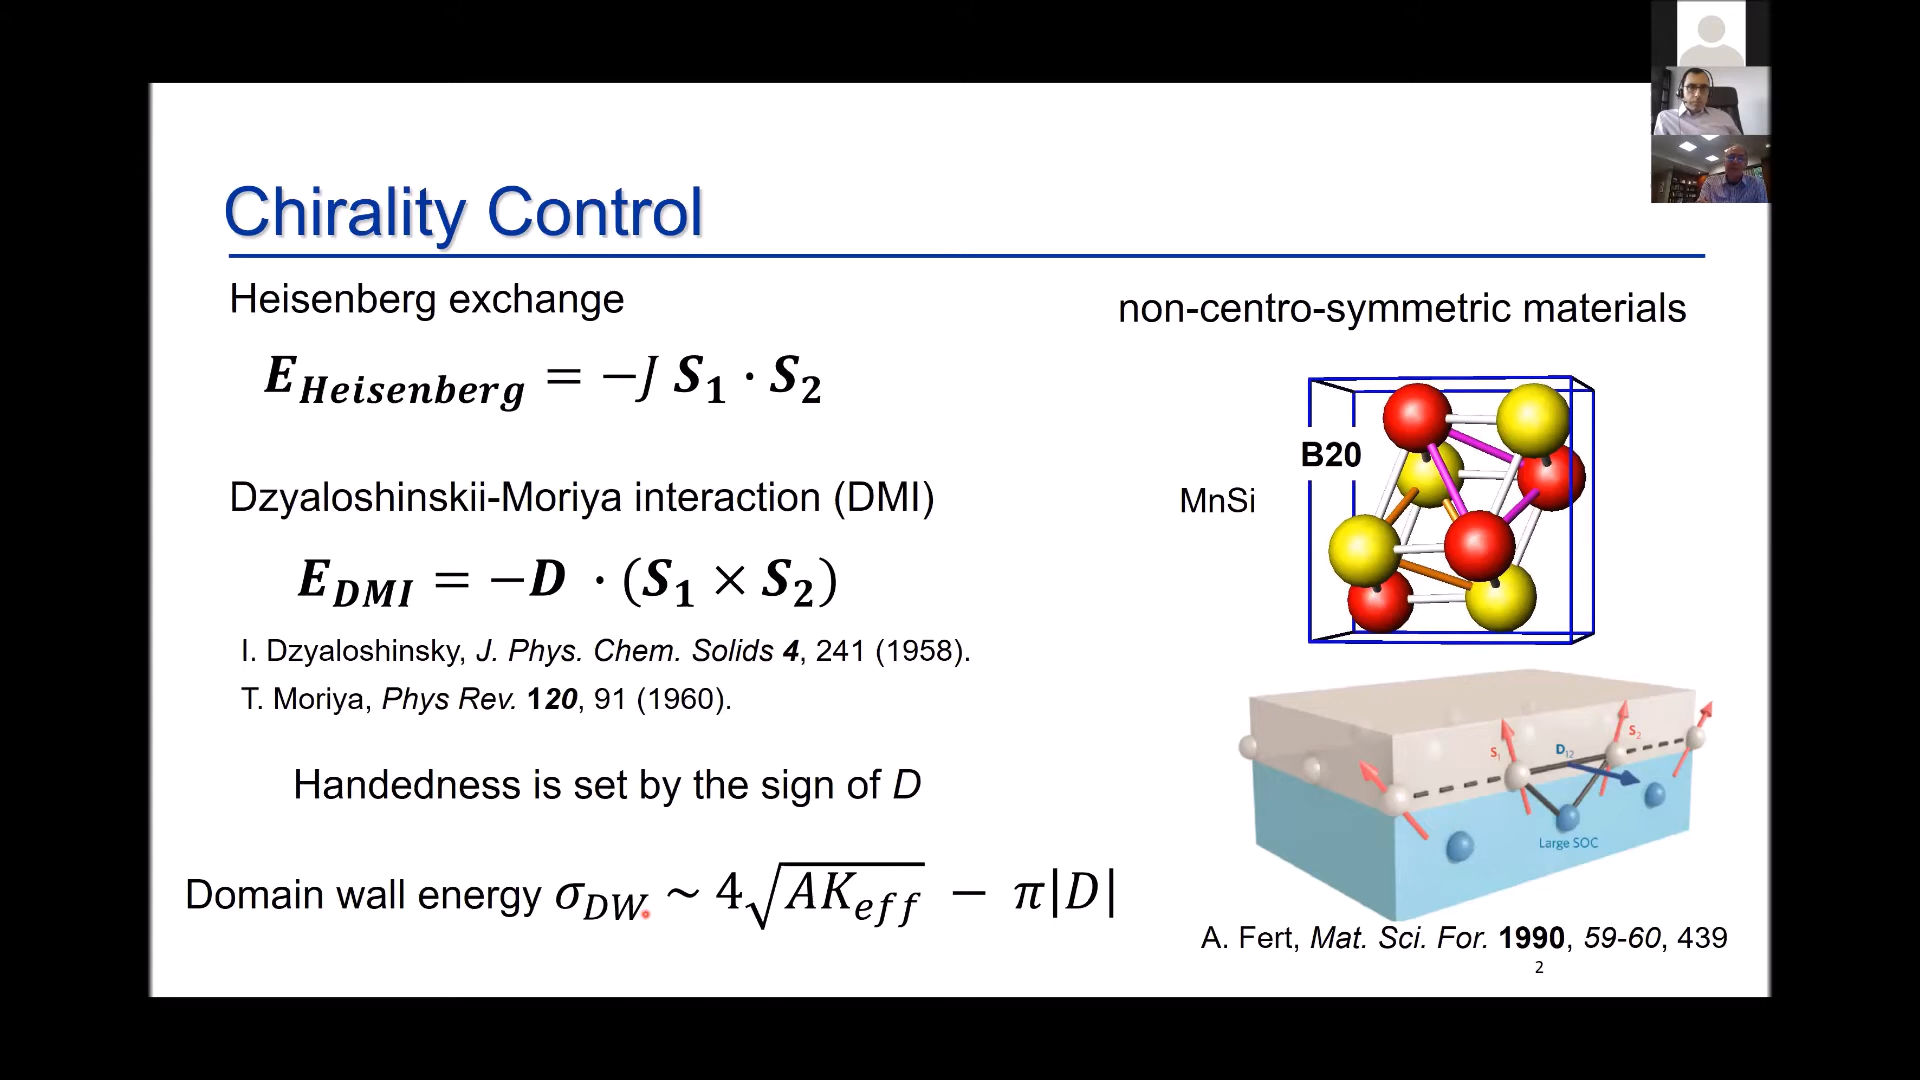 Chirality Control
Heisenberg exchange
E_Heisenberg = −J S₁ · S₂
Dzyaloshinskii-Moriya interaction (DMI)
E_DMI = −D · (S₁ × S₂)
I. Dzyaloshinsky, J. Phys. Chem. Solids 4, 241 (1958).
T. Moriya, Phys Rev. 120, 91 (1960).
Handedness is set by the sign of D
Domain wall energy σ_DW ~ 4√(AK_eff) − π|D|
non-centro-symmetric materials
B20
MnSi
S₁
D₁₂
S₂
Large SOC
A. Fert, Mat. Sci. For. 1990, 59-60, 439
2